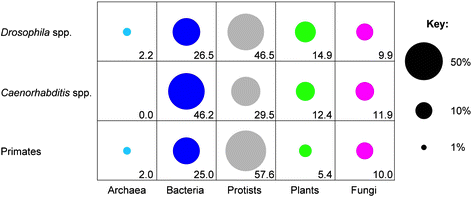 Key:
Drosophila spp.
2.2 26.5 46.5 14.9 9.9
50%
Caenorhabditis spp.
0.0 46.2 29.5 12.4 11.9
10%
Primates
2.0 25.0 57.6 5.4 10.0
1%
Archaea Bacteria Protists Plants Fungi